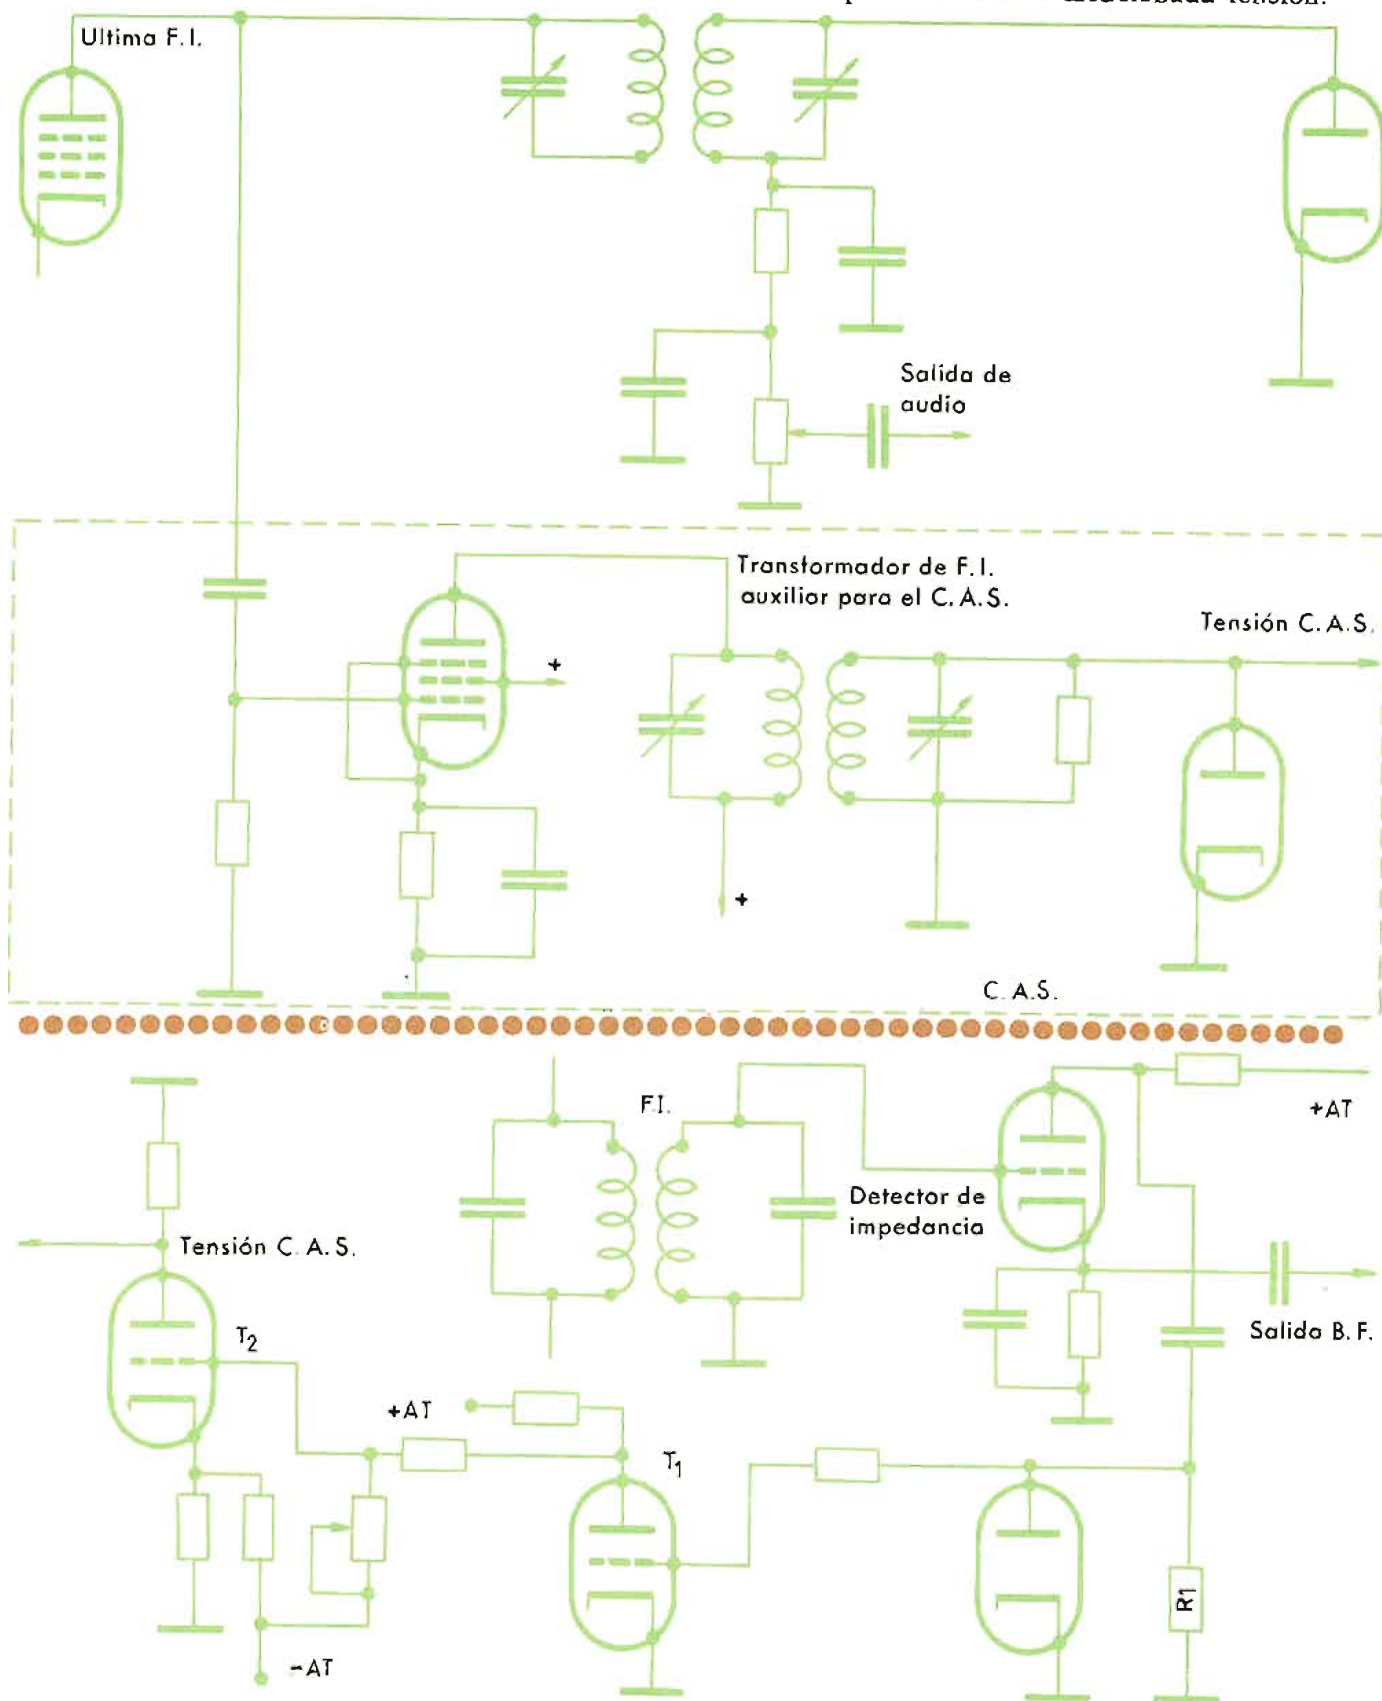 tensión.
Ultima F.I.
Salida de
audio
Transformador de F.I.
auxiliar para el C.A.S.
Tensión C.A.S.
+
+
C.A.S.
F.I.
+AT
Detector de
impedancia
Tensión C.A.S.
T2
Salida B.F.
+AT
T1
R1
-AT